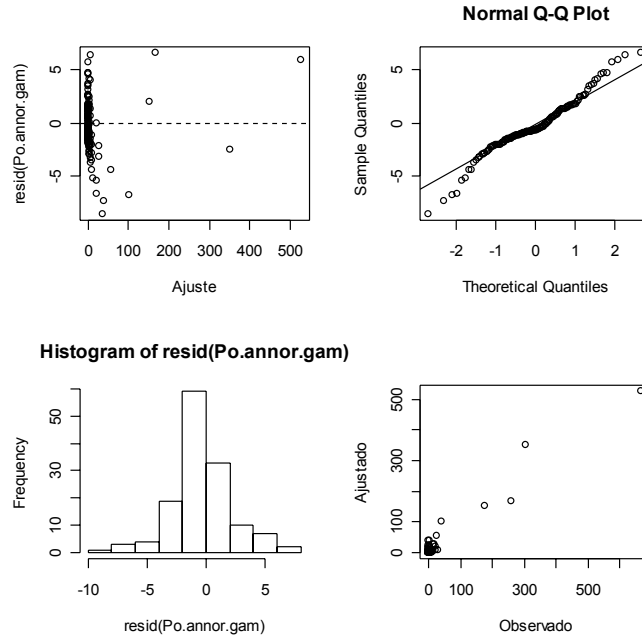 Normal Q-Q Plot
resid(Po.annor.gam)
5
0
-5
0 100 200 300 400 500
Ajuste
Sample Quantiles
5
0
-5
-2 -1 0 1 2
Theoretical Quantiles
Histogram of resid(Po.annor.gam)
Frequency
50
30
10
0
-10 -5 0 5
resid(Po.annor.gam)
Ajustado
500
300
100
0
0 100 300 500
Observado